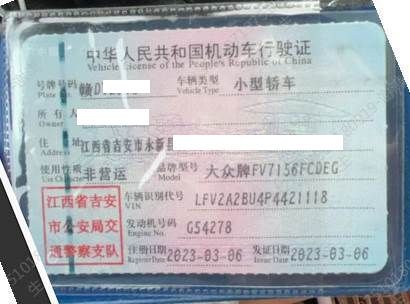 中华人民共和国机动车行驶证
Vehicle License of the People's Republic of China
号牌号码 赣D 车辆类型 小型轿车
Plate Vehicle Type
所有人
Owner
住址 江西省吉安市永新县
Address
使用性质 非营运 品牌型号 大众牌FV7156FCDEG
Use Character Model
江西省吉安市公安局交通警察支队
车辆识别代号 LFV2A2BU4P4421118
VIN
发动机号码 G54278
Engine No.
注册日期 2023-03-06 发证日期 2023-03-06
Register Date Issue Date